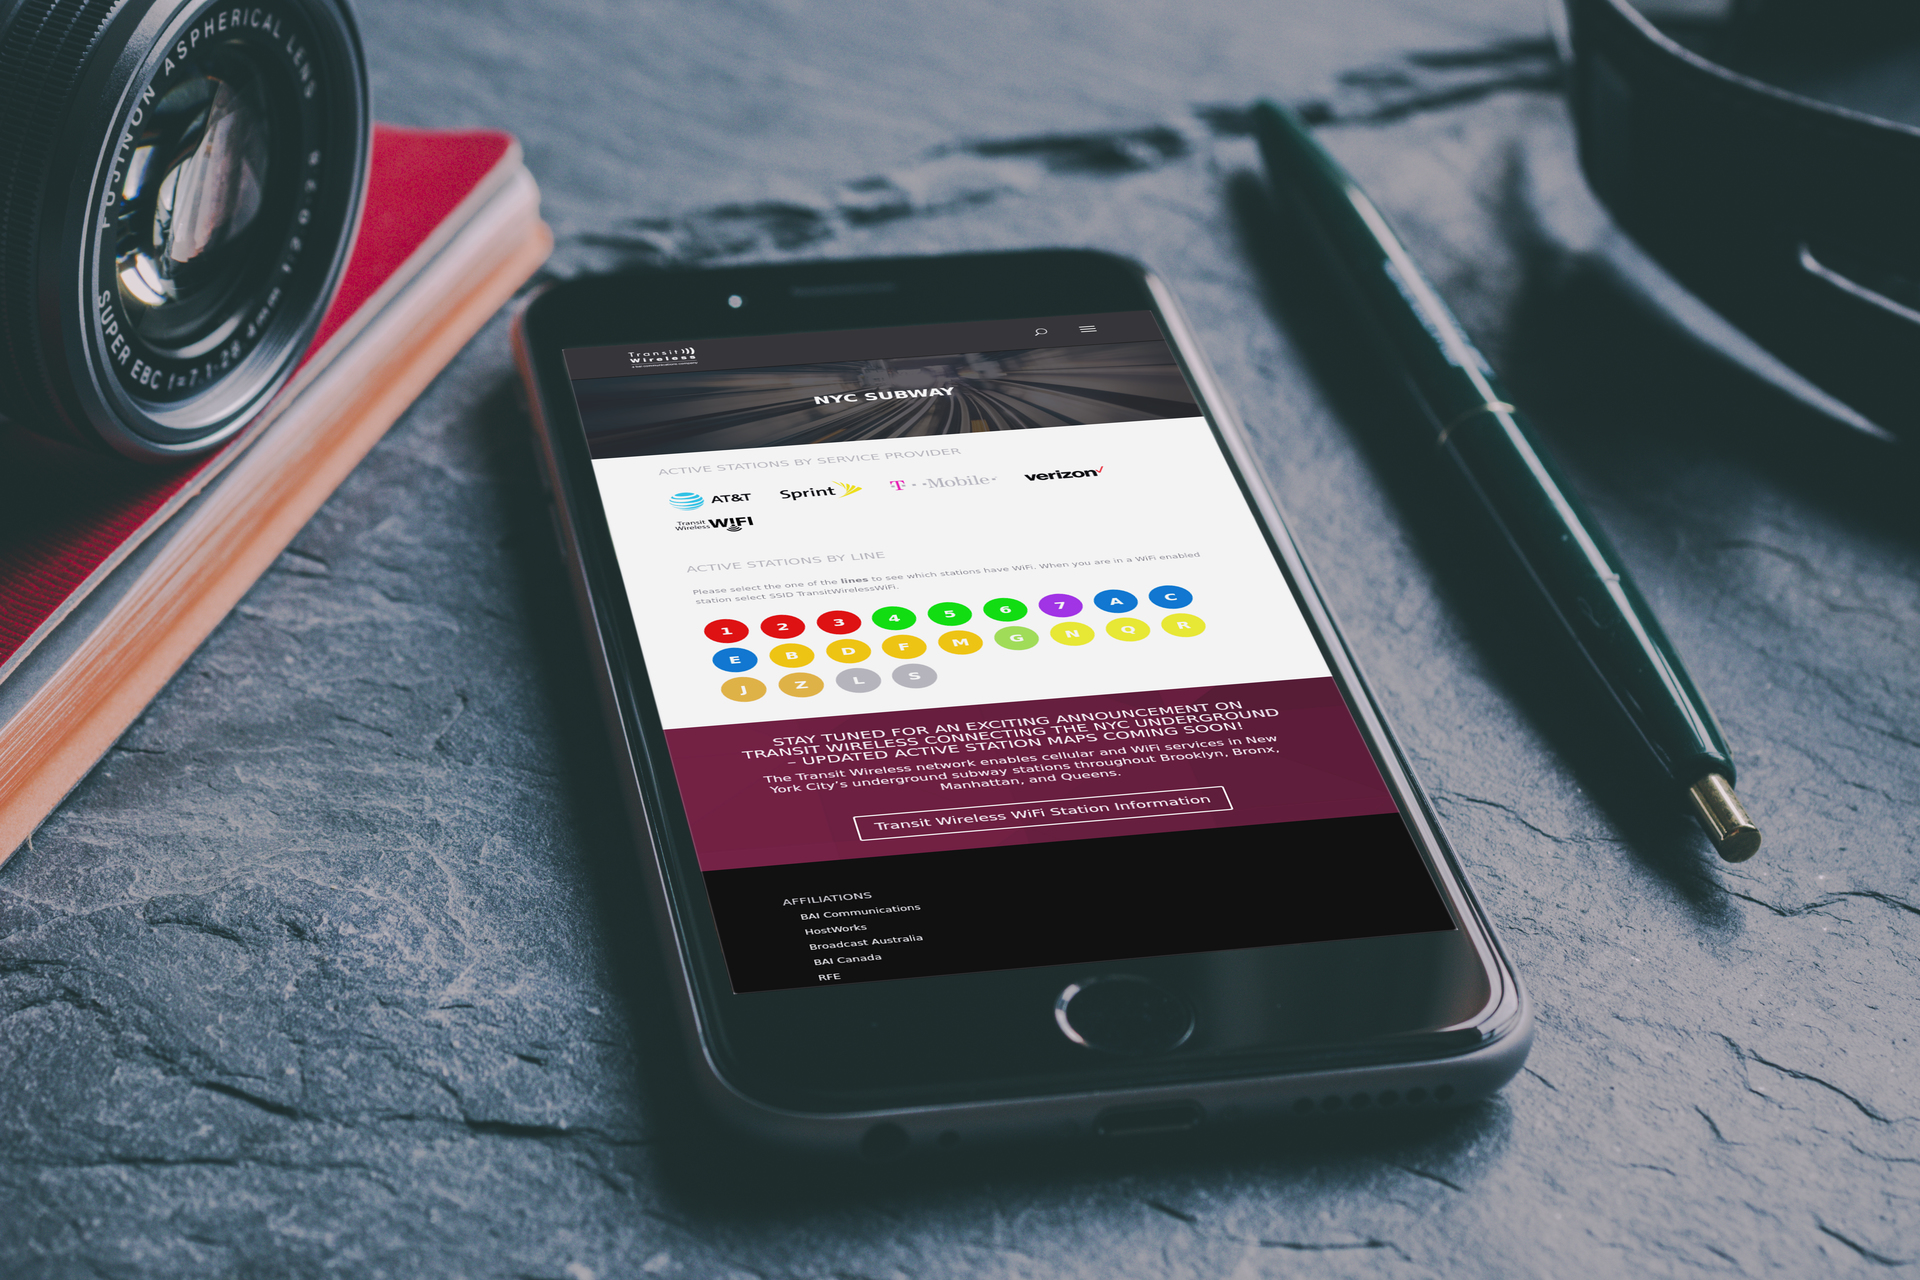 FUJINON ASPHERICAL LENS
SUPER EBC f=7.1-28.4mm
Transit
Wireless
NYC SUBWAY
ACTIVE STATIONS BY SERVICE PROVIDER
AT&T Sprint T··Mobile· verizon
Transit
Wireless WiFi
ACTIVE STATIONS BY LINE
Please select the one of the lines to see which stations have WiFi. When you are in a WiFi enabled
station select SSID TransitWirelessWiFi.
1 2 3 4 5 6 7 A C
E B D F M G N Q R
J Z L S
STAY TUNED FOR AN EXCITING ANNOUNCEMENT ON
TRANSIT WIRELESS CONNECTING THE NYC UNDERGROUND
– UPDATED ACTIVE STATION MAPS COMING SOON!
The Transit Wireless network enables cellular and WiFi services in New
York City's underground subway stations throughout Brooklyn, Bronx,
Manhattan, and Queens.
Transit Wireless WiFi Station Information
AFFILIATIONS
BAI Communications
HostWorks
Broadcast Australia
BAI Canada
RFE